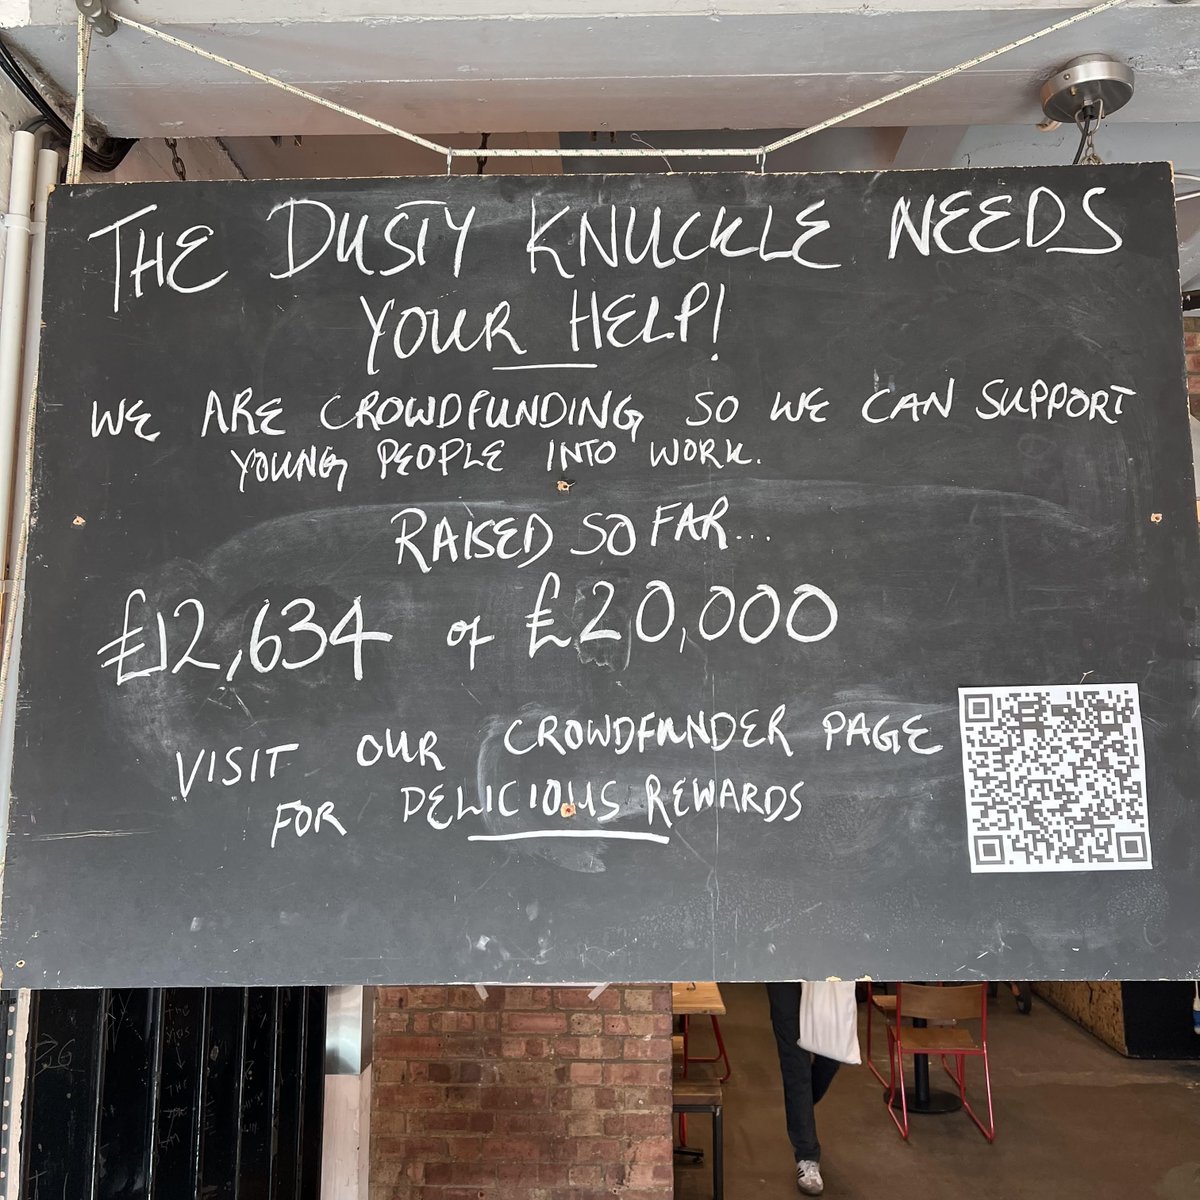 THE DUSTY KNUCKLE NEEDS
YOUR HELP!
WE ARE CROWDFUNDING SO WE CAN SUPPORT
YOUNG PEOPLE INTO WORK.
RAISED SO FAR...
£12,634 of £20,000
VISIT OUR CROWDFUNDER PAGE
FOR DELICIOUS REWARDS